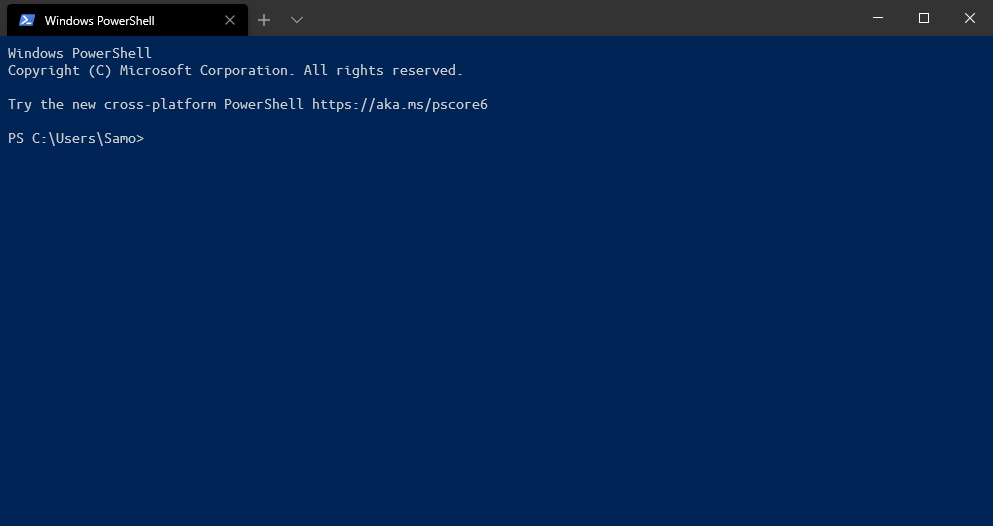 Windows PowerShell
Windows PowerShell
Copyright (C) Microsoft Corporation. All rights reserved.
Try the new cross-platform PowerShell https://aka.ms/pscore6
PS C:\Users\Samo>